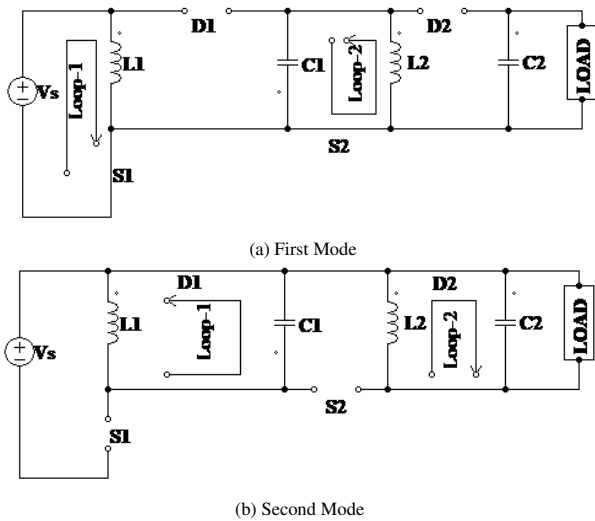 D1
D2
Vs
Loop-1
L1
C1
Loop-2
L2
C2
LOAD
S1
S2
(a) First Mode
D1
D2
Vs
L1
Loop-1
C1
L2
Loop-2
C2
LOAD
S1
S2
(b) Second Mode